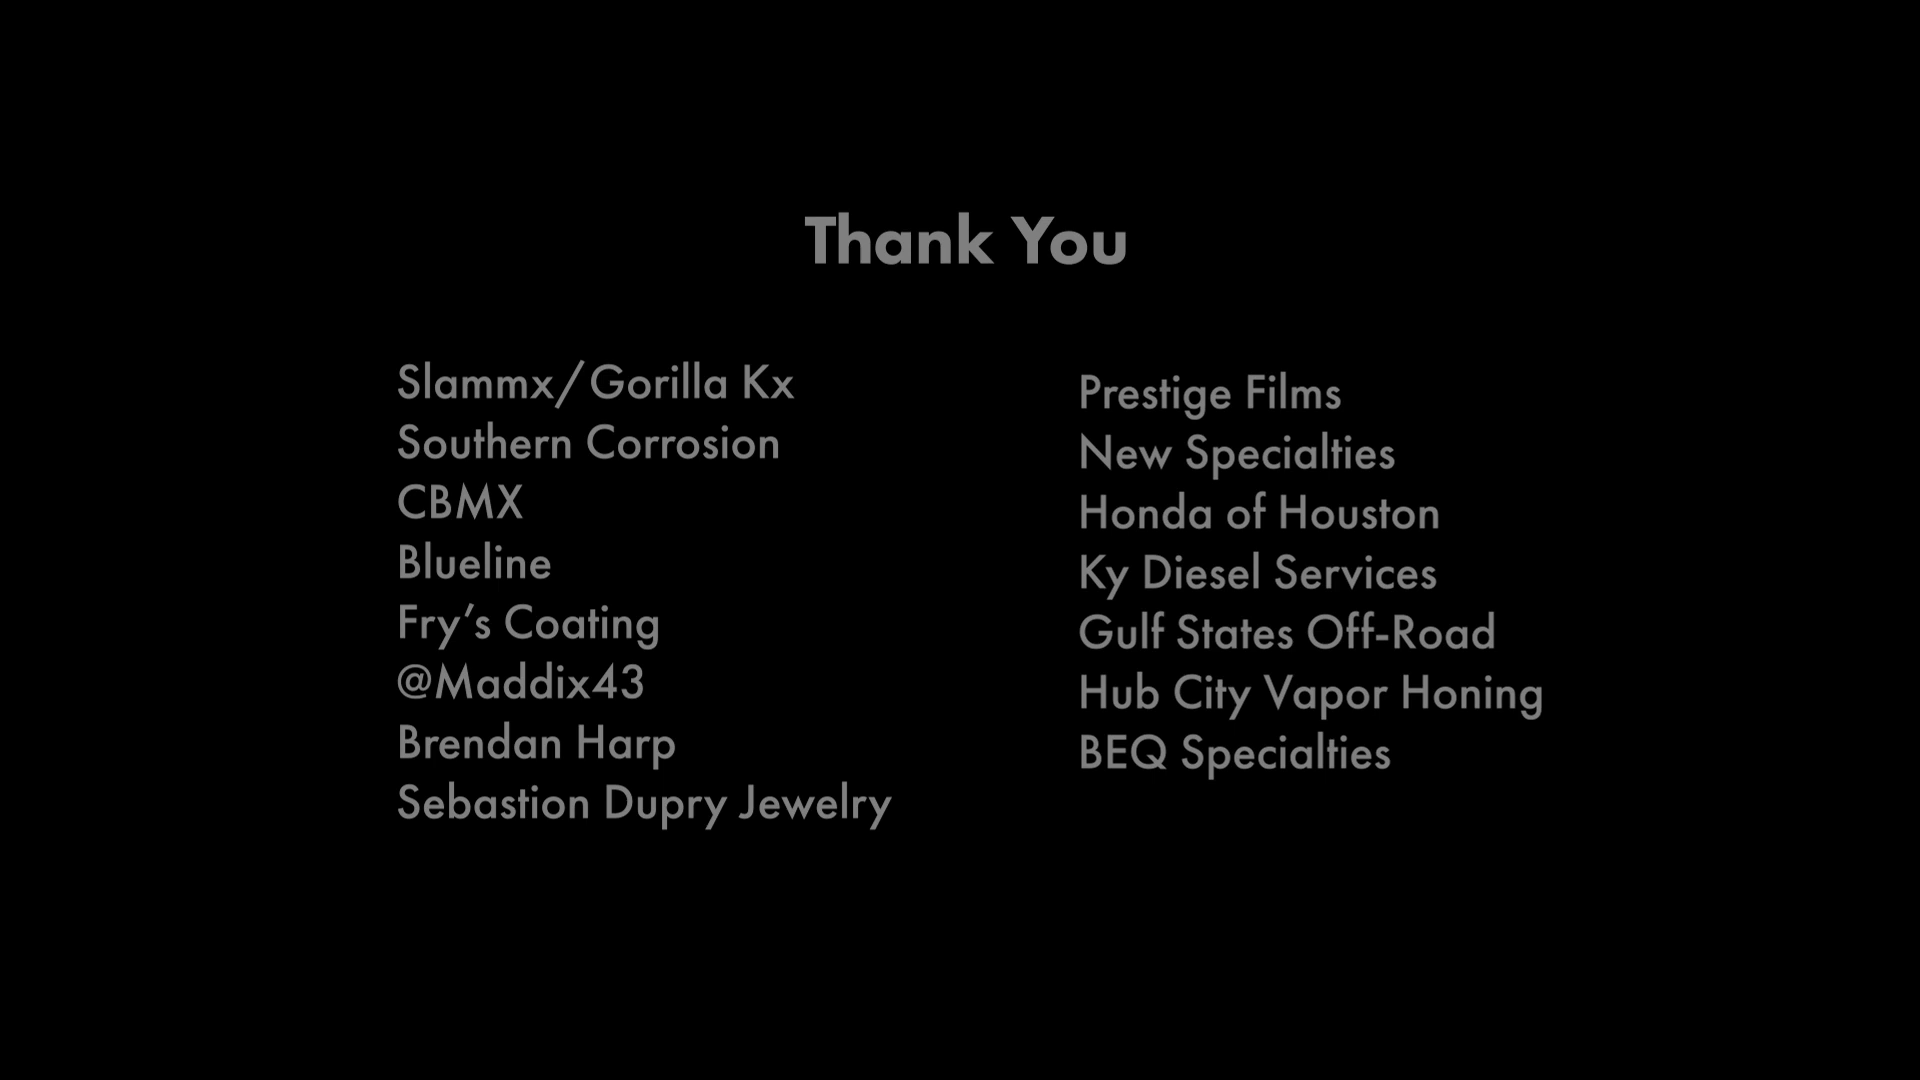 Thank You
Slammx/Gorilla Kx
Southern Corrosion
CBMX
Blueline
Fry’s Coating
@Maddix43
Brendan Harp
Sebastion Dupry Jewelry
Prestige Films
New Specialties
Honda of Houston
Ky Diesel Services
Gulf States Off-Road
Hub City Vapor Honing
BEQ Specialties